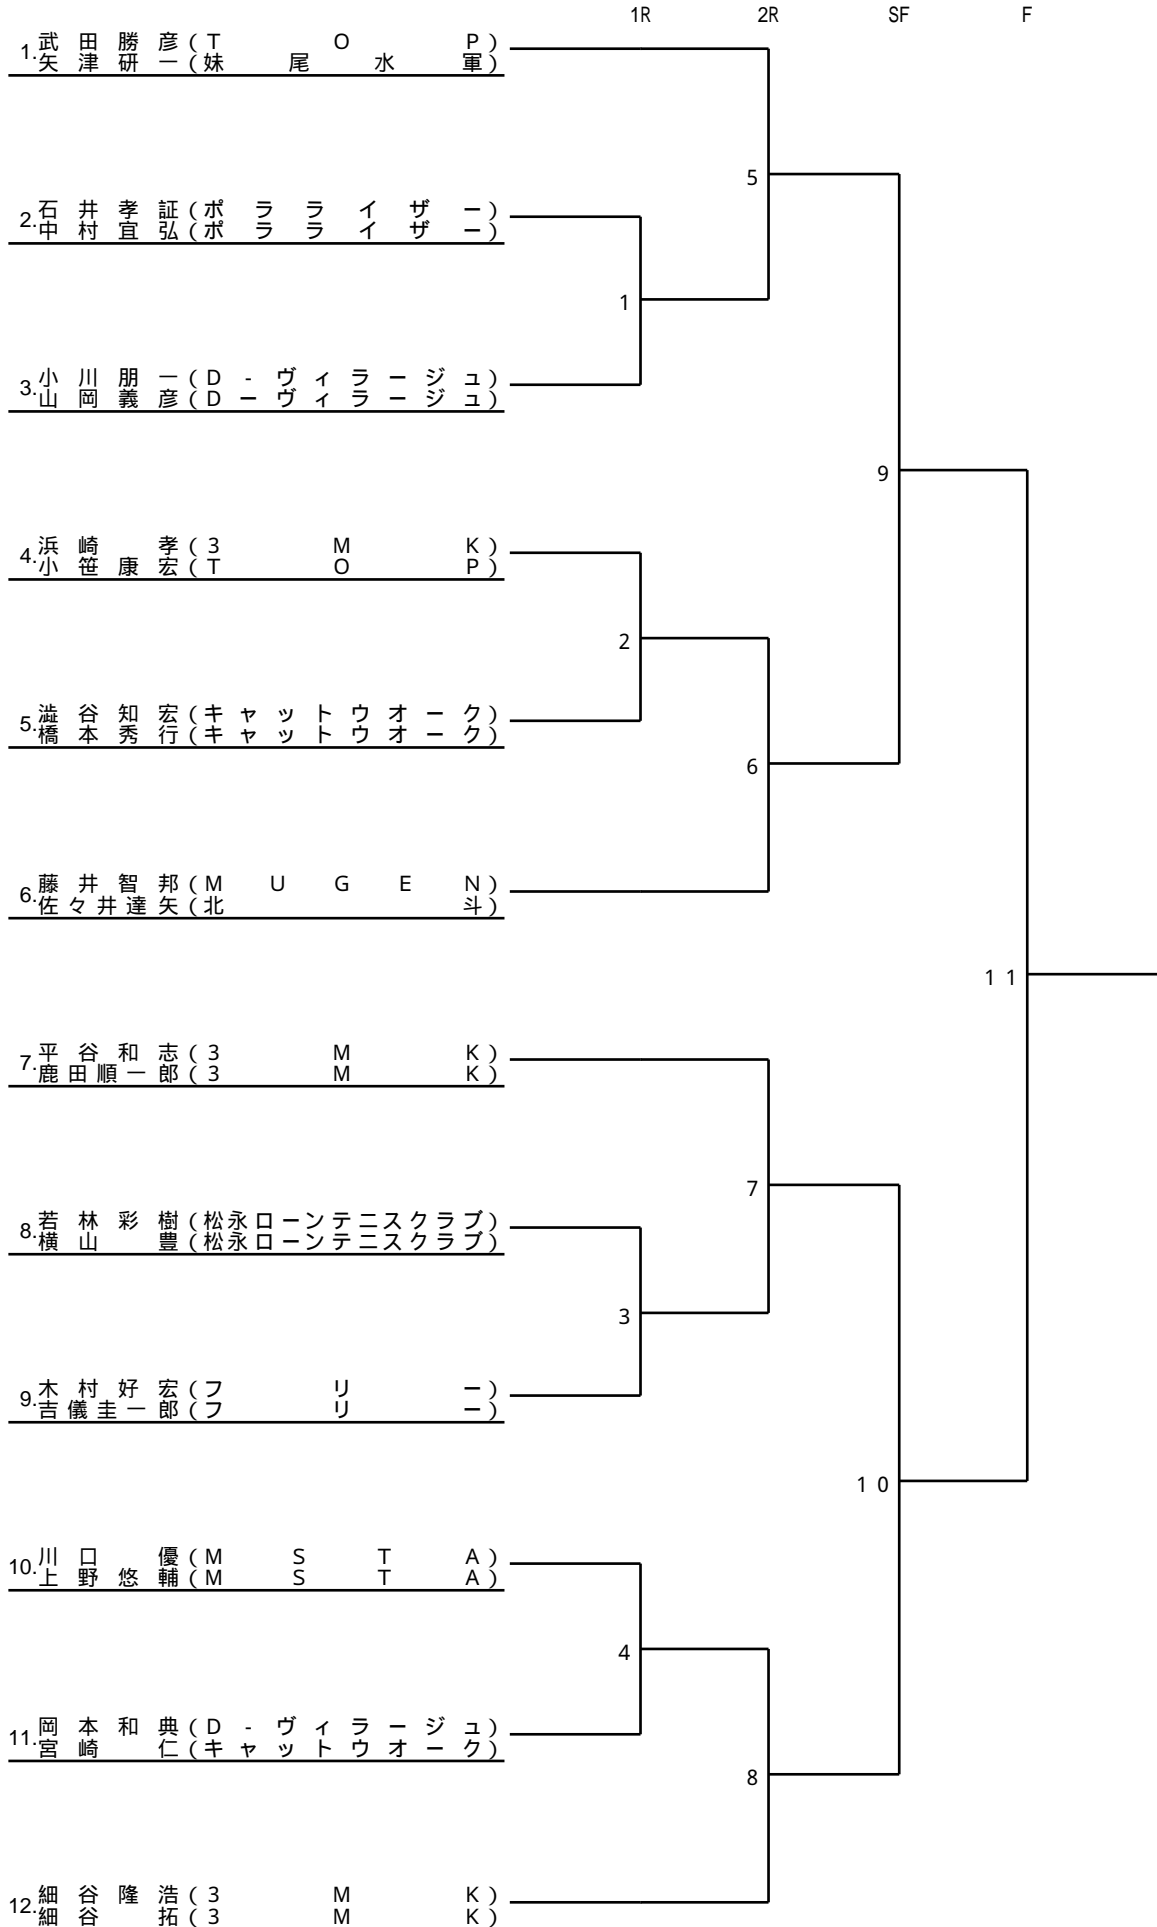 1R 2R SF F
1. 武田勝彦(TOP)
矢津研一(妹尾水軍)
5
2. 石井孝証(ポラライザー)
中村宜弘(ポラライザー)
1
3. 小川朋一(D-ヴィラージュ)
山岡義彦(Dーヴィラージュ)
9
4. 浜崎孝(3MK)
小笹康宏(TOP)
2
5. 澁谷知宏(キャットウオーク)
橋本秀行(キャットウオーク)
6
6. 藤井智邦(MUGEN)
佐々井達矢(北斗)
11
7. 平谷和志(3MK)
鹿田順一郎(3MK)
7
8. 若林彩樹(松永ローンテニスクラブ)
横山豊(松永ローンテニスクラブ)
3
9. 木村好宏(フリー)
吉儀圭一郎(フリー)
10
10. 川口優(MSTA)
上野悠輔(MSTA)
4
11. 岡本和典(D-ヴィラージュ)
宮崎仁(キャットウオーク)
8
12. 細谷隆浩(3MK)
細谷拓(3MK)